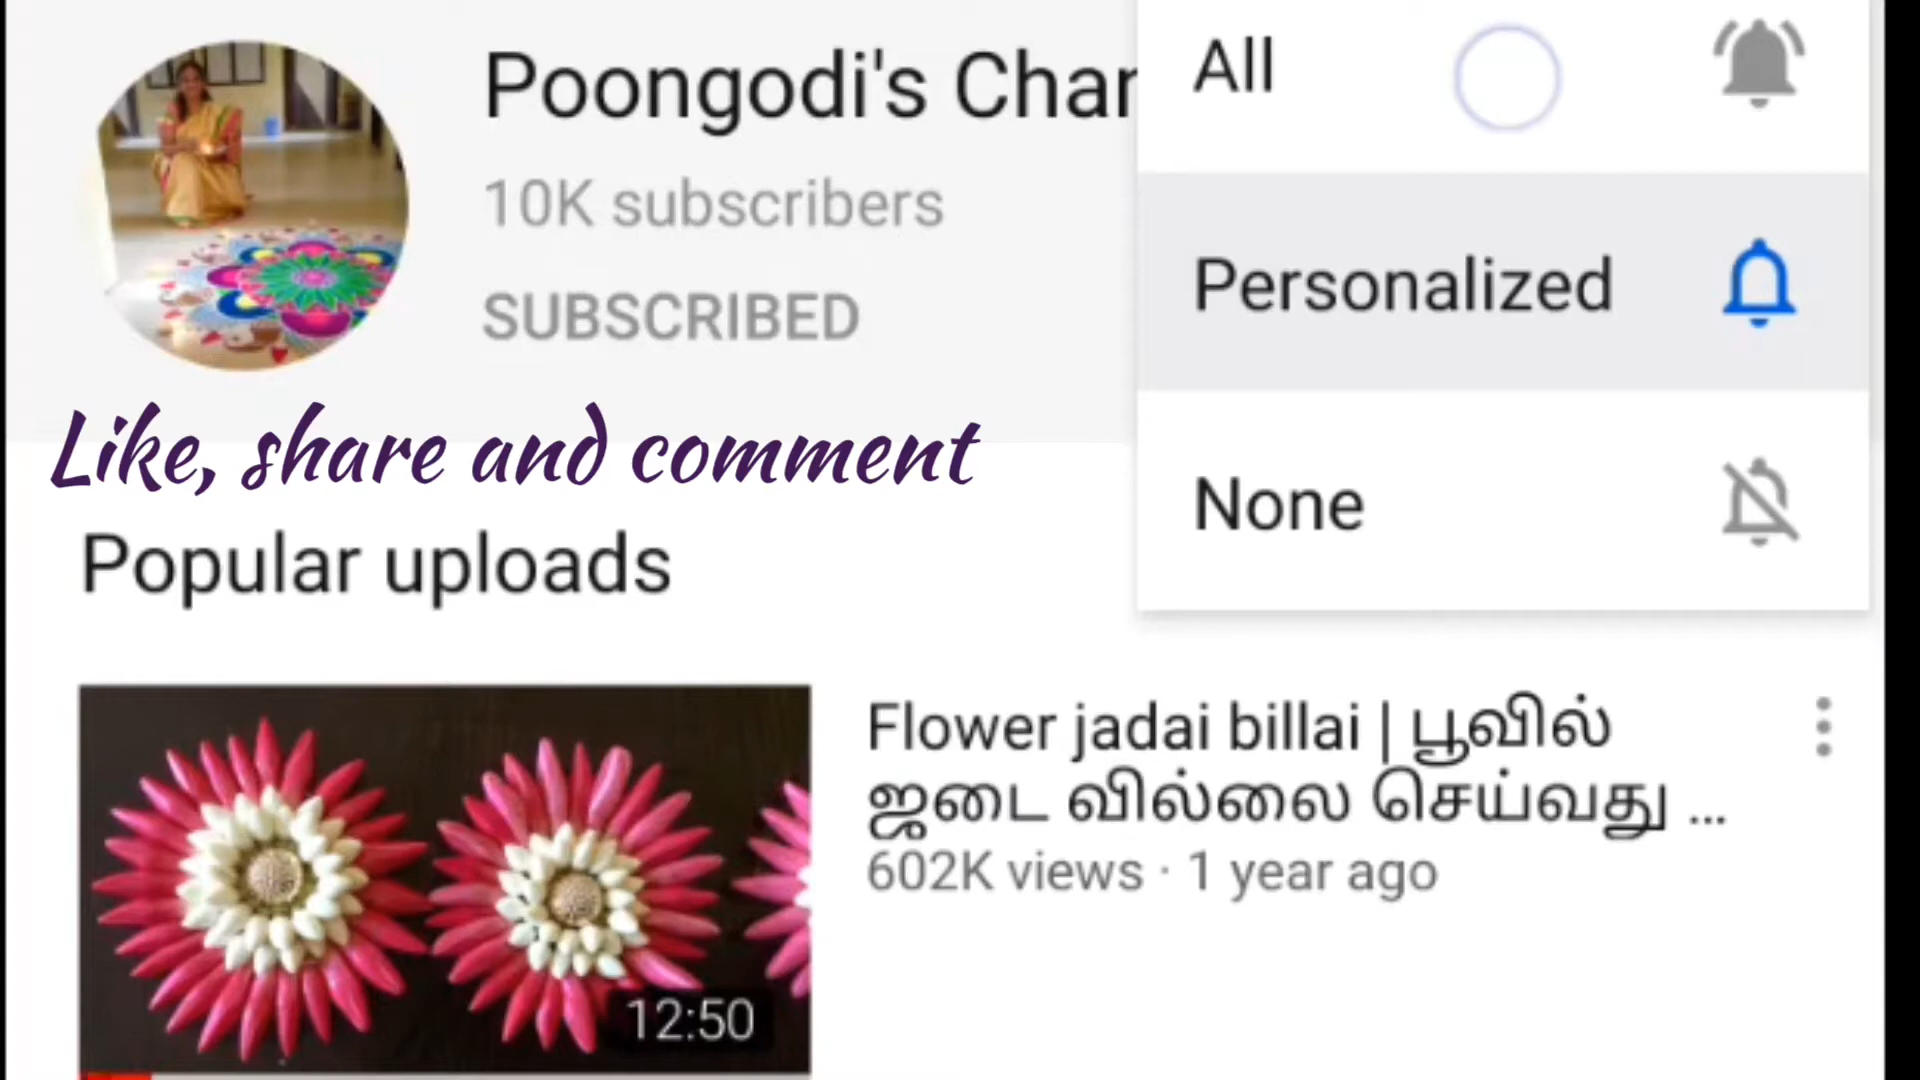 Poongodi's Chan
10K subscribers
SUBSCRIBED
All
Personalized
None
Like, share and comment
Popular uploads
Flower jadai billai | பூவில்
ஜடை வில்லை செய்வது ...
602K views · 1 year ago
12:50